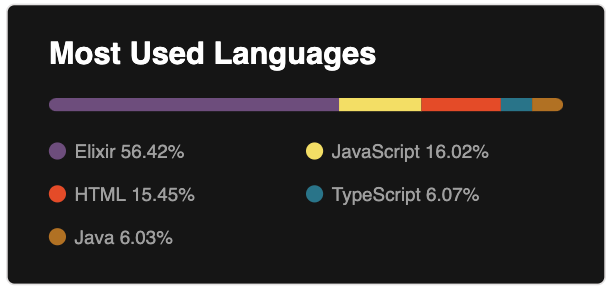 Most Used Languages
Elixir 56.42%
JavaScript 16.02%
HTML 15.45%
TypeScript 6.07%
Java 6.03%